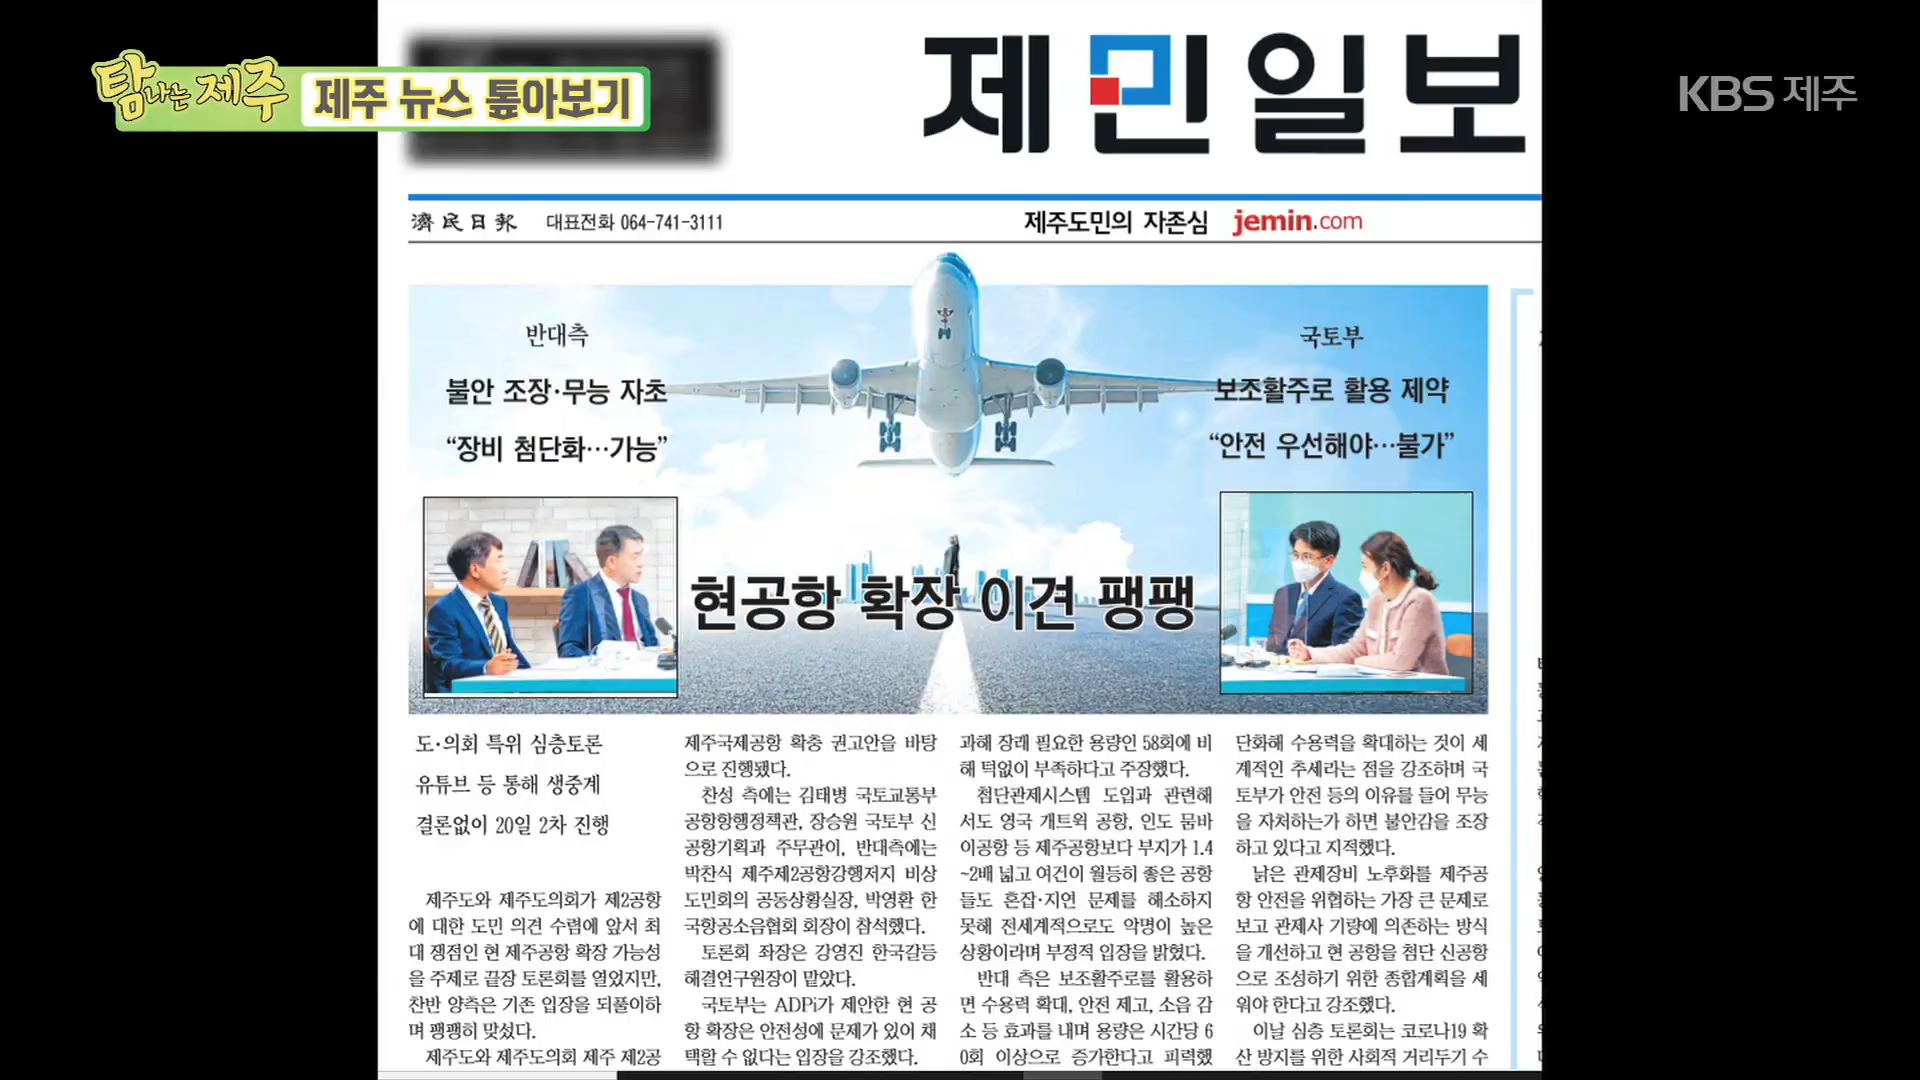 탐나는 제주 제주 뉴스 톺아보기
KBS 제주
제민일보
濟民日報 대표전화 064-741-3111 제주도민의 자존심 jemin.com
반대측
불안 조장·무능 자초
“장비 첨단화…가능”
국토부
보조활주로 활용 제약
“안전 우선해야…불가”
현공항 확장 이견 팽팽
도·의회 특위 심층토론
유튜브 등 통해 생중계
결론없이 20일 2차 진행
제주도와 제주도의회가 제2공항
에 대한 도민 의견 수렴에 앞서 최
대 쟁점인 현 제주공항 확장 가능성
을 주제로 끝장 토론회를 열었지만,
찬반 양측은 기존 입장을 되풀이하
며 팽팽히 맞섰다.
제주도와 제주도의회 제주 제2공
제주국제공항 확충 권고안을 바탕
으로 진행됐다.
찬성 측에는 김태병 국토교통부
공항항행정책관, 장승원 국토부 신
공항기획과 주무관이, 반대측에는
박찬식 제주제2공항강행저지 비상
도민회의 공동상황실장, 박영환 한
국항공소음협회 회장이 참석했다.
토론회 좌장은 강영진 한국갈등
해결연구원장이 맡았다.
국토부는 ADPi가 제안한 현 공
항 확장은 안전성에 문제가 있어 채
택할 수 없다는 입장을 강조했다.
과해 장래 필요한 용량인 58회에 비
해 턱없이 부족하다고 주장했다.
첨단관제시스템 도입과 관련해
서도 영국 개트윅 공항, 인도 뭄바
이공항 등 제주공항보다 부지가 1.4
~2배 넓고 여건이 월등히 좋은 공항
들도 혼잡·지연 문제를 해소하지
못해 전세계적으로도 악명이 높은
상황이라며 부정적 입장을 밝혔다.
반대 측은 보조활주로를 활용하
면 수용력 확대, 안전 제고, 소음 감
소 등 효과를 내며 용량은 시간당 6
0회 이상으로 증가한다고 피력했
단화해 수용력을 확대하는 것이 세
계적인 추세라는 점을 강조하며 국
토부가 안전 등의 이유를 들어 무능
을 자처하는가 하면 불안감을 조장
하고 있다고 지적했다.
낡은 관제장비 노후화를 제주공
항 안전을 위협하는 가장 큰 문제로
보고 관제사 기량에 의존하는 방식
을 개선하고 현 공항을 첨단 신공항
으로 조성하기 위한 종합계획을 세
워야 한다고 강조했다.
이날 심층 토론회는 코로나19 확
산 방지를 위한 사회적 거리두기 수